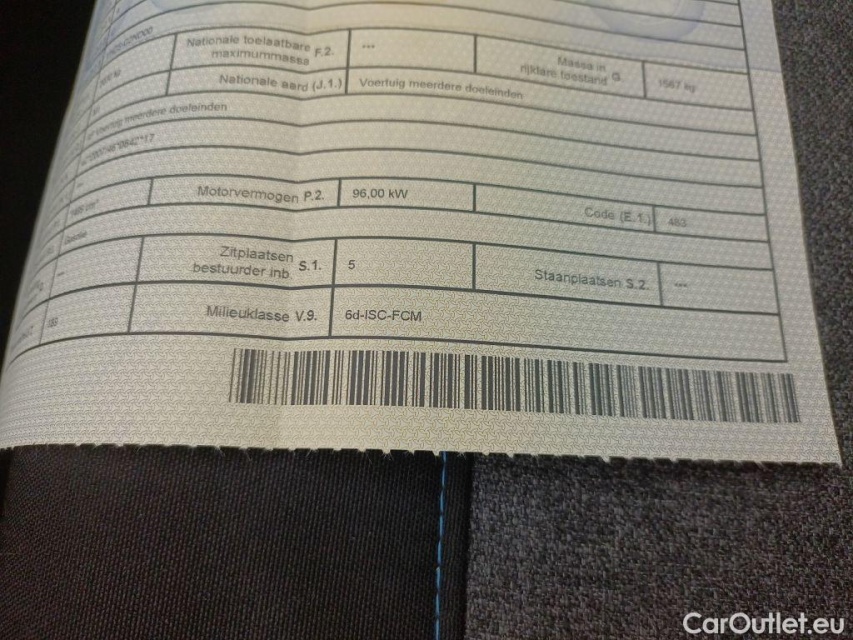 Nationale toelaatbare F.2. ---
maximummassa
Massa in G. 1567 kg
rijklare toestand
Nationale aard (J.1.) Voertuig meerdere doeleinden
Voertuig meerdere doeleinden
Motorvermogen P.2. 96,00 kW
Code (E.1.) 463
Zitplaatsen S.1. 5
bestuurder inb.
Staanplaatsen S.2. ---
Milieuklasse V.9. 6d-ISC-FCM
CarOutlet.eu